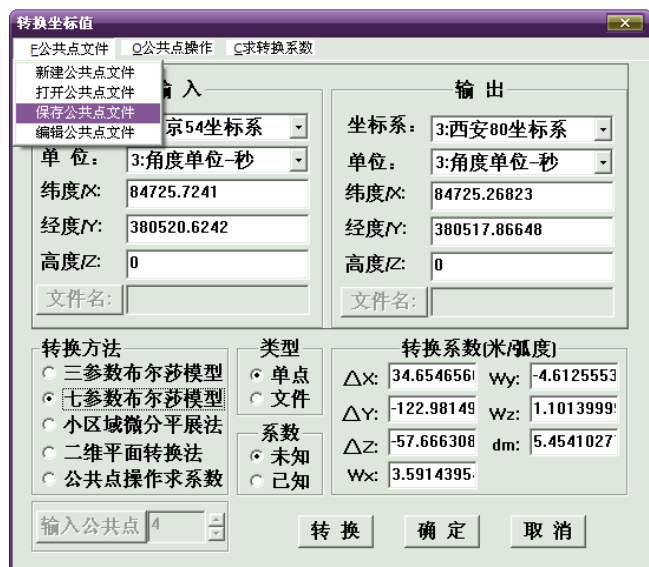 转换坐标值
F公共点文件 O公共点操作 C求转换系数
新建公共点文件
打开公共点文件
保存公共点文件
编辑公共点文件
入
京54坐标系
单 位: 3:角度单位-秒
纬度/X: 84725.7241
经度/Y: 380520.6242
高度/Z: 0
文件名:
输 出
坐标系: 3:西安80坐标系
单位: 3:角度单位-秒
纬度/X: 84725.26823
经度/Y: 380517.86648
高度/Z: 0
文件名:
转换方法
三参数布尔莎模型
七参数布尔莎模型
小区域微分平展法
二维平面转换法
公共点操作求系数
类型
单点
文件
系数
未知
已知
转换系数(米/弧度)
△X: 34.654656 Wy: -4.6125553
△Y: -122.98149 Wz: 1.1013999
△Z: -57.666308 dm: 5.4541027
Wx: 3.5914395
输入公共点 4
转 换 确 定 取 消